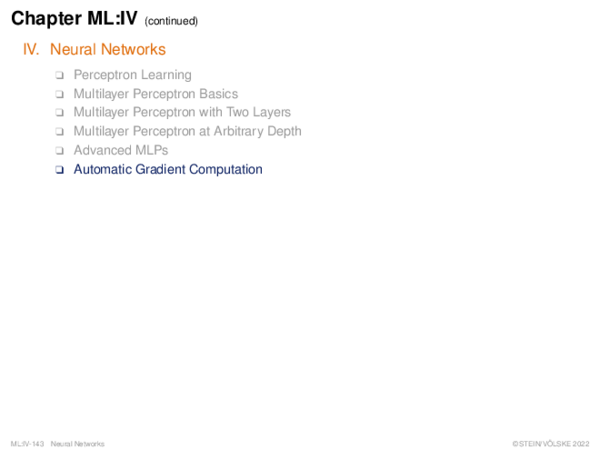 Chapter ML:IV (continued)
IV. Neural Networks
❑ Perceptron Learning
❑ Multilayer Perceptron Basics
❑ Multilayer Perceptron with Two Layers
❑ Multilayer Perceptron at Arbitrary Depth
❑ Advanced MLPs
❑ Automatic Gradient Computation
ML:IV-143 Neural Networks
©STEIN/VÖLSKE 2022